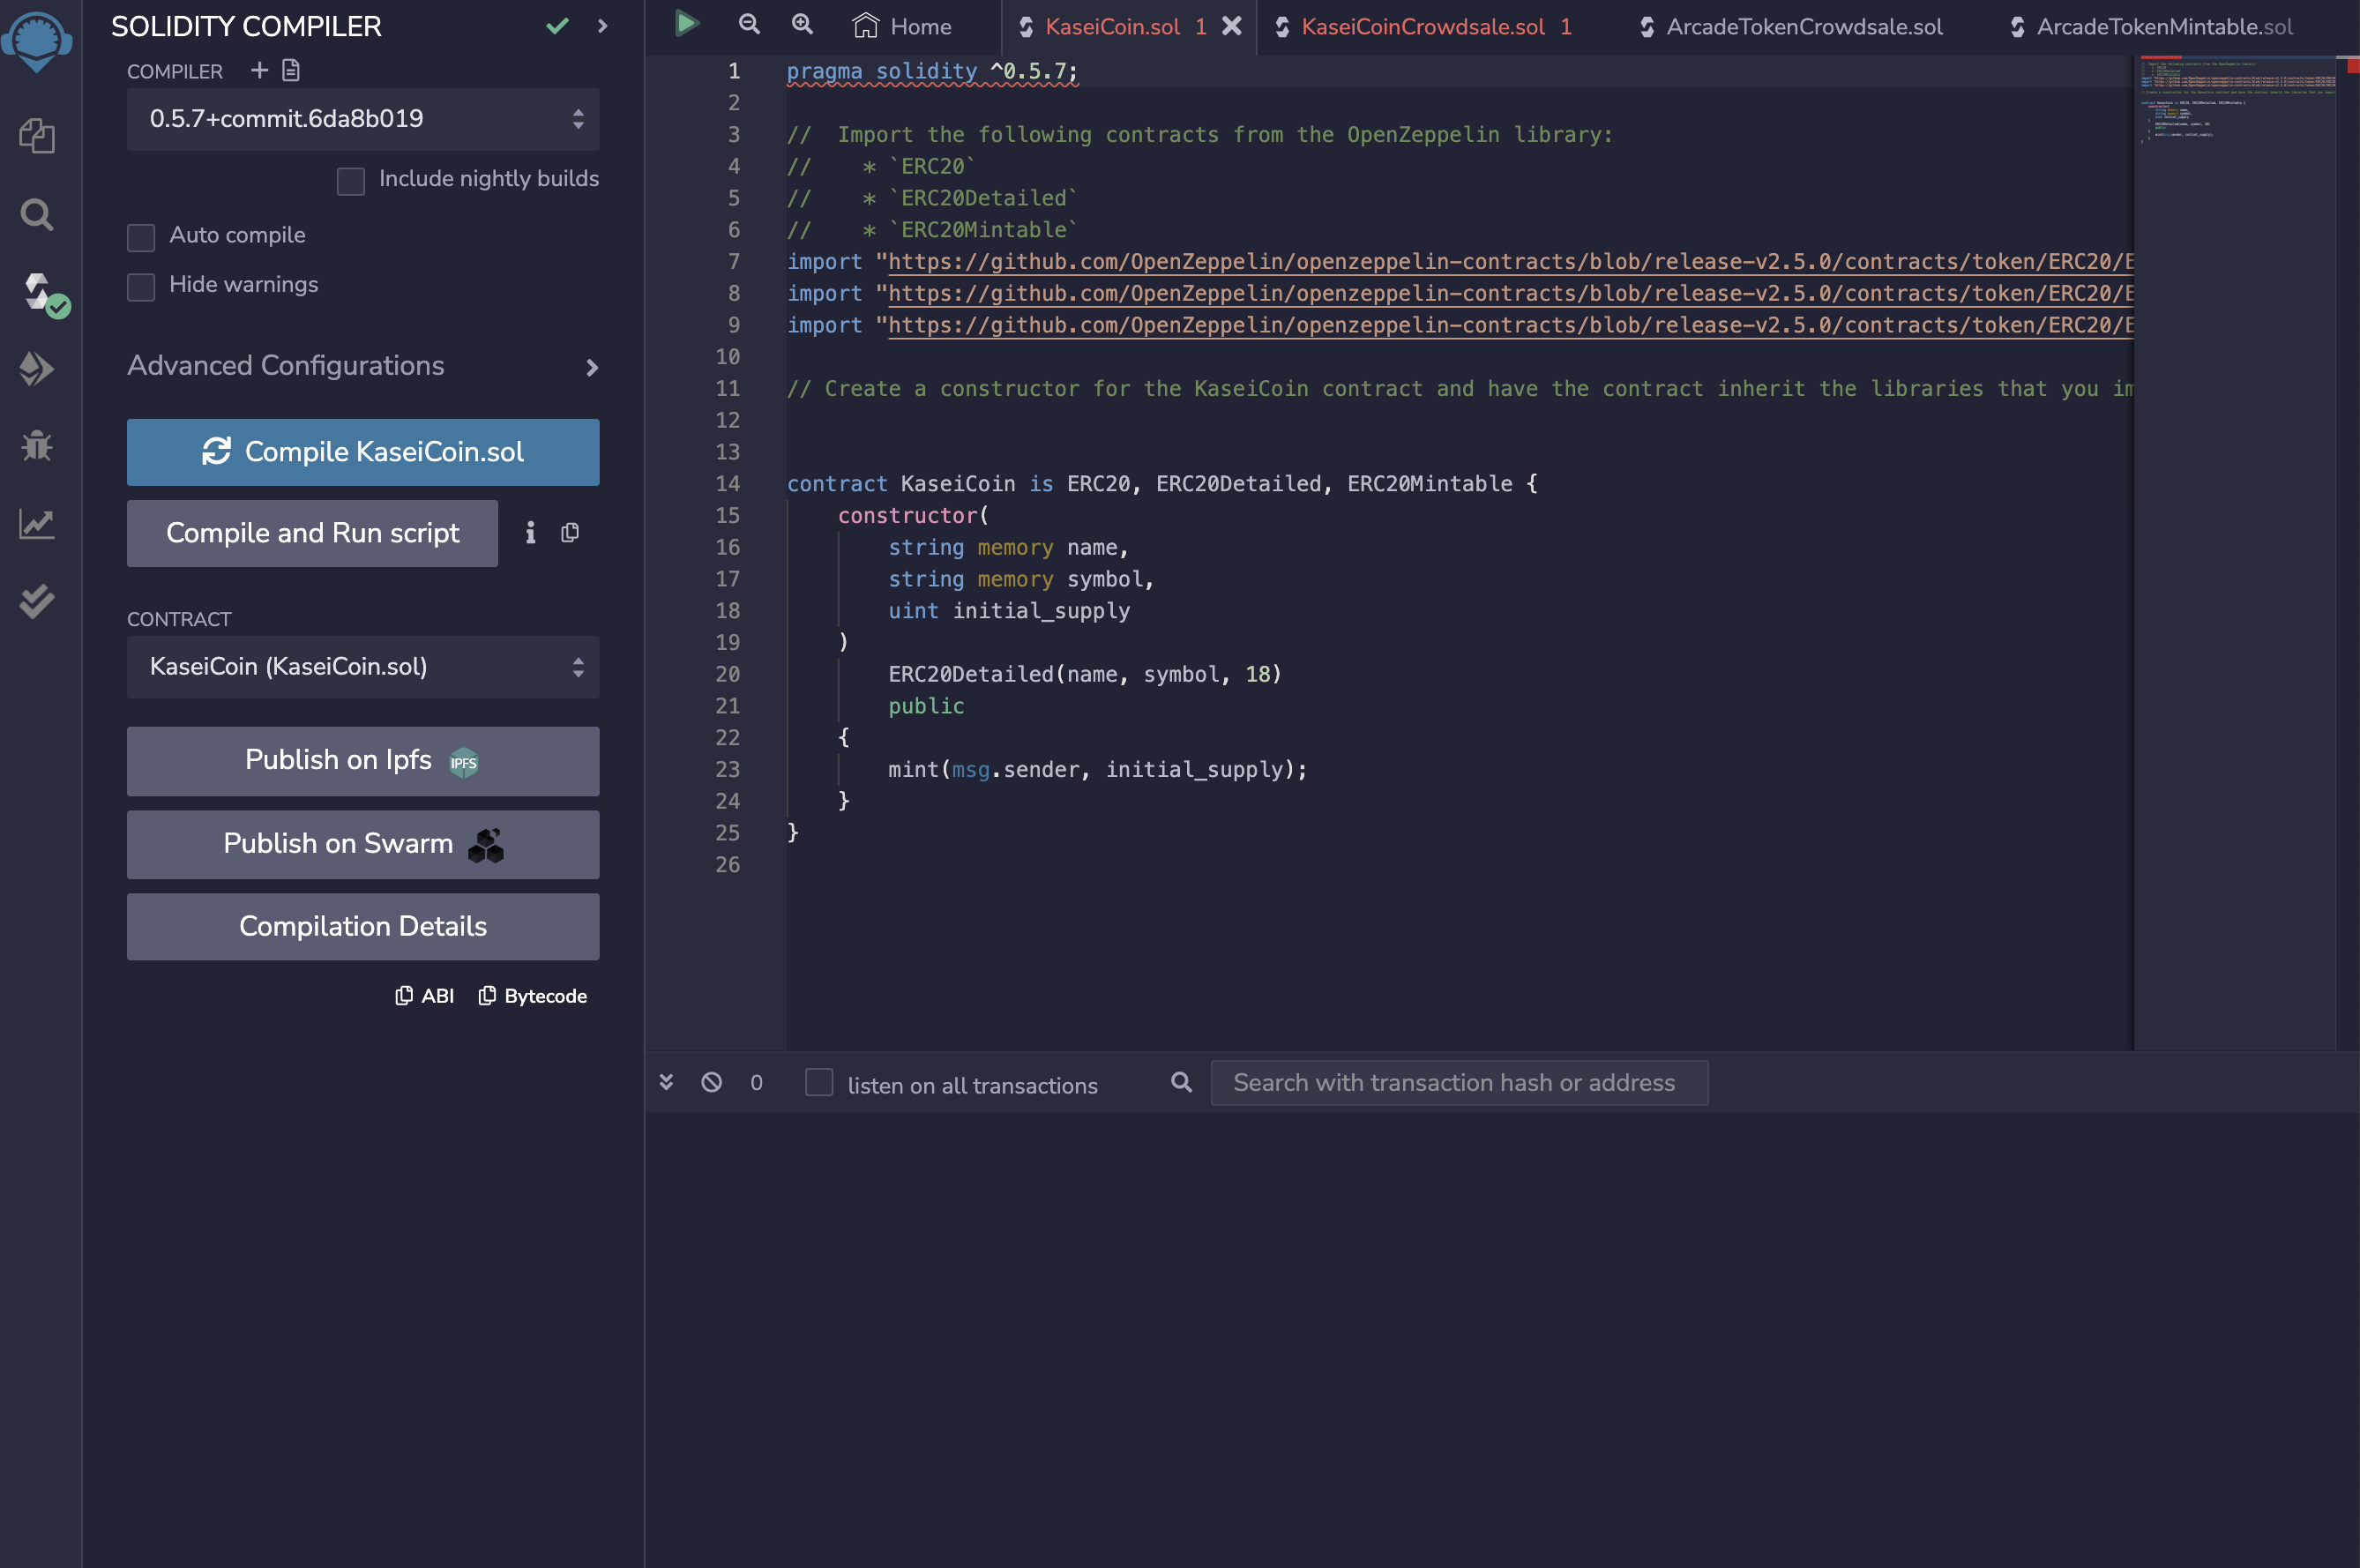 SOLIDITY COMPILER
COMPILER
0.5.7+commit.6da8b019
Include nightly builds
Auto compile
Hide warnings
Advanced Configurations
Compile KaseiCoin.sol
Compile and Run script
CONTRACT
KaseiCoin (KaseiCoin.sol)
Publish on Ipfs IPFS
Publish on Swarm
Compilation Details
ABI Bytecode
Home KaseiCoin.sol 1 KaseiCoinCrowdsale.sol 1 ArcadeTokenCrowdsale.sol ArcadeTokenMintable.sol
1 pragma solidity ^0.5.7;
2
3 //  Import the following contracts from the OpenZeppelin library:
4 //    * `ERC20`
5 //    * `ERC20Detailed`
6 //    * `ERC20Mintable`
7 import "https://github.com/OpenZeppelin/openzeppelin-contracts/blob/release-v2.5.0/contracts/token/ERC20/E
8 import "https://github.com/OpenZeppelin/openzeppelin-contracts/blob/release-v2.5.0/contracts/token/ERC20/E
9 import "https://github.com/OpenZeppelin/openzeppelin-contracts/blob/release-v2.5.0/contracts/token/ERC20/E
10
11 // Create a constructor for the KaseiCoin contract and have the contract inherit the libraries that you im
12
13
14 contract KaseiCoin is ERC20, ERC20Detailed, ERC20Mintable {
15     constructor(
16         string memory name,
17         string memory symbol,
18         uint initial_supply
19     )
20         ERC20Detailed(name, symbol, 18)
21         public
22     {
23         mint(msg.sender, initial_supply);
24     }
25 }
26
0 listen on all transactions Search with transaction hash or address